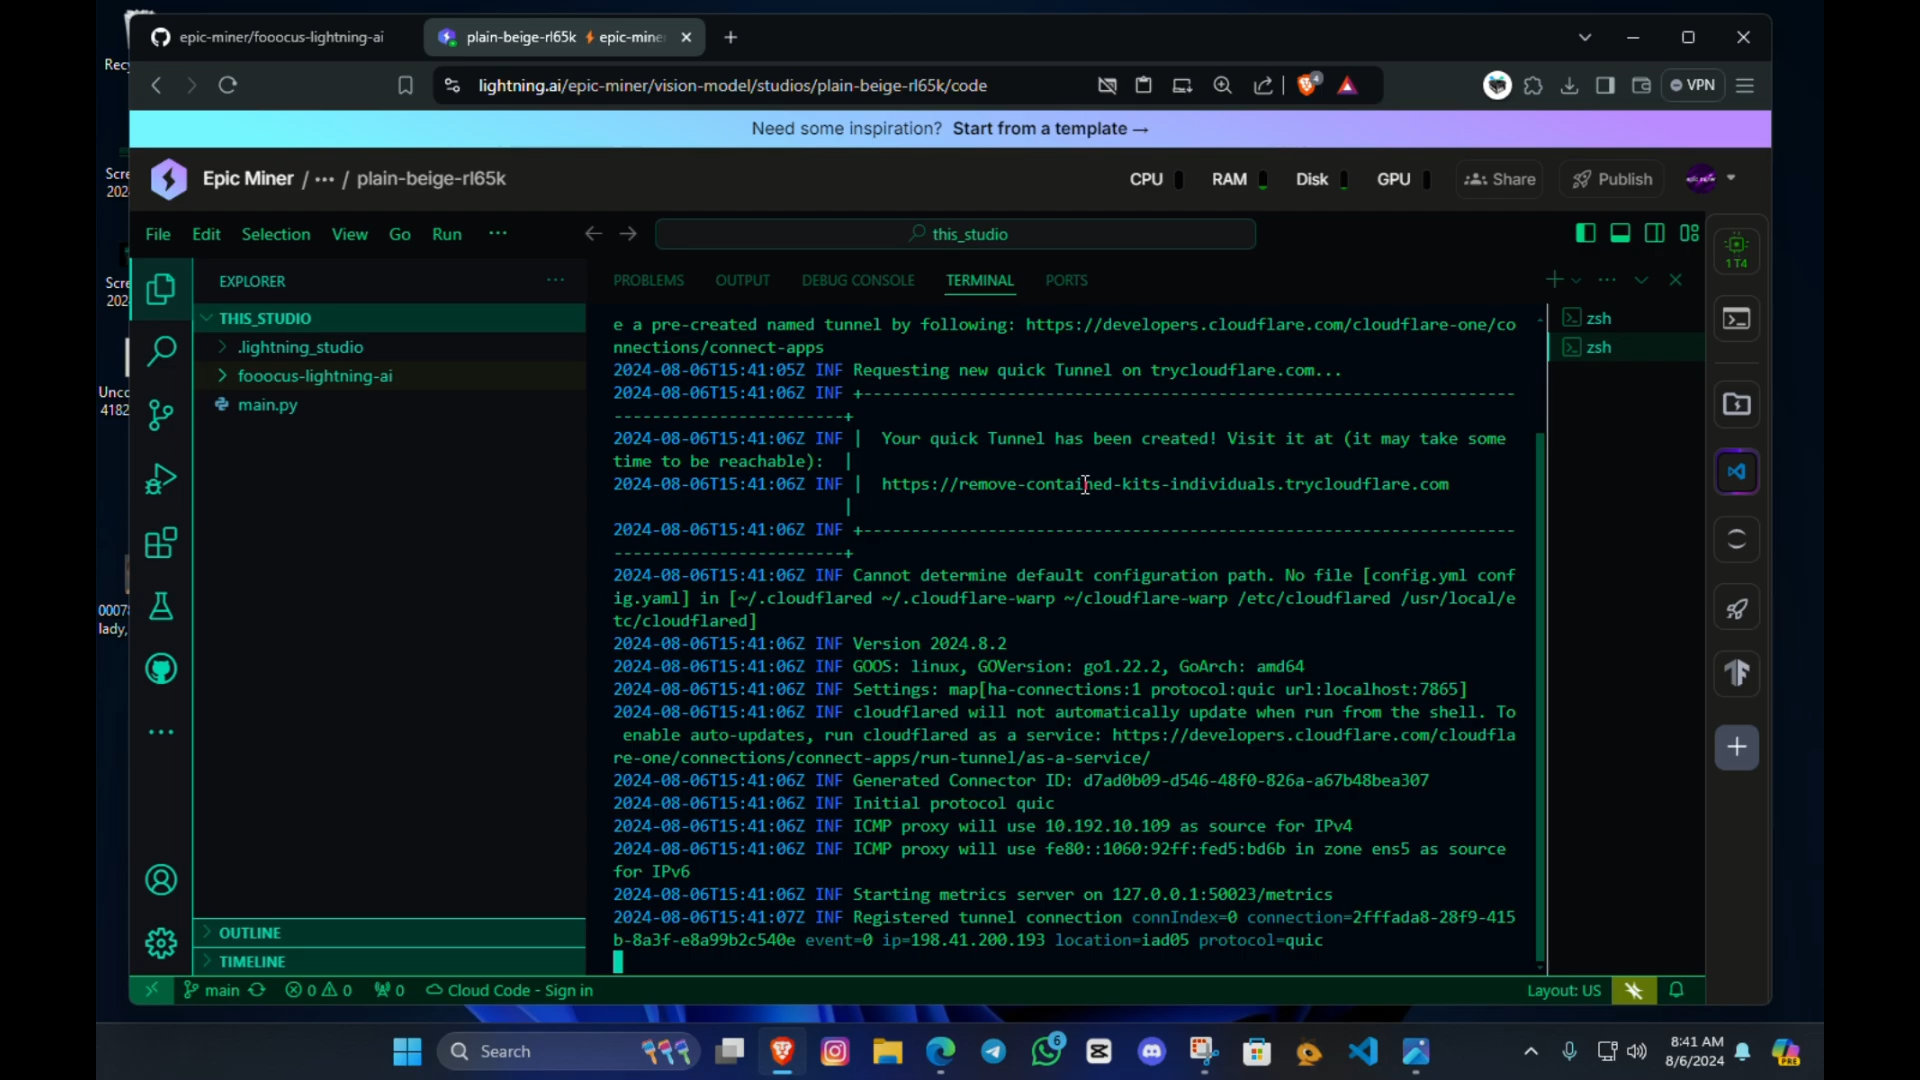 Recy
Scre
202
Scre
202
Unco
4182
0007
lady,
epic-miner/fooocus-lightning-ai
plain-beige-rl65k
epic-mine
lightning.ai/epic-miner/vision-model/studios/plain-beige-rl65k/code
4
VPN
Need some inspiration? Start from a template →
Epic Miner / ··· / plain-beige-rl65k
CPU
RAM
Disk
GPU
Share
Publish
File Edit Selection View Go Run ···
this_studio
1 T4
EXPLORER
THIS_STUDIO
.lightning_studio
fooocus-lightning-ai
main.py
OUTLINE
TIMELINE
PROBLEMS OUTPUT DEBUG CONSOLE TERMINAL PORTS
zsh
zsh
e a pre-created named tunnel by following: https://developers.cloudflare.com/cloudflare-one/co
nnections/connect-apps
2024-08-06T15:41:05Z INF Requesting new quick Tunnel on trycloudflare.com...
2024-08-06T15:41:06Z INF +---------------------------------------------------------------------
------------------------+
2024-08-06T15:41:06Z INF |  Your quick Tunnel has been created! Visit it at (it may take some
time to be reachable):  |
2024-08-06T15:41:06Z INF |  https://remove-contained-kits-individuals.trycloudflare.com
|
2024-08-06T15:41:06Z INF +---------------------------------------------------------------------
------------------------+
2024-08-06T15:41:06Z INF Cannot determine default configuration path. No file [config.yml conf
ig.yaml] in [~/.cloudflared ~/.cloudflare-warp ~/cloudflare-warp /etc/cloudflared /usr/local/e
tc/cloudflared]
2024-08-06T15:41:06Z INF Version 2024.8.2
2024-08-06T15:41:06Z INF GOOS: linux, GOVersion: go1.22.2, GoArch: amd64
2024-08-06T15:41:06Z INF Settings: map[ha-connections:1 protocol:quic url:localhost:7865]
2024-08-06T15:41:06Z INF cloudflared will not automatically update when run from the shell. To
 enable auto-updates, run cloudflared as a service: https://developers.cloudflare.com/cloudfla
re-one/connections/connect-apps/run-tunnel/as-a-service/
2024-08-06T15:41:06Z INF Generated Connector ID: d7ad0b09-d546-48f0-826a-a67b48bea307
2024-08-06T15:41:06Z INF Initial protocol quic
2024-08-06T15:41:06Z INF ICMP proxy will use 10.192.10.109 as source for IPv4
2024-08-06T15:41:06Z INF ICMP proxy will use fe80::1060:92ff:fed5:bd6b in zone ens5 as source
for IPv6
2024-08-06T15:41:06Z INF Starting metrics server on 127.0.0.1:50023/metrics
2024-08-06T15:41:07Z INF Registered tunnel connection connIndex=0 connection=2fffada8-28f9-415
b-8a3f-e8a99b2c540e event=0 ip=198.41.200.193 location=iad05 protocol=quic
main
0
0
0
Cloud Code - Sign in
Layout: US
Search
6
8:41 AM
8/6/2024
PRE